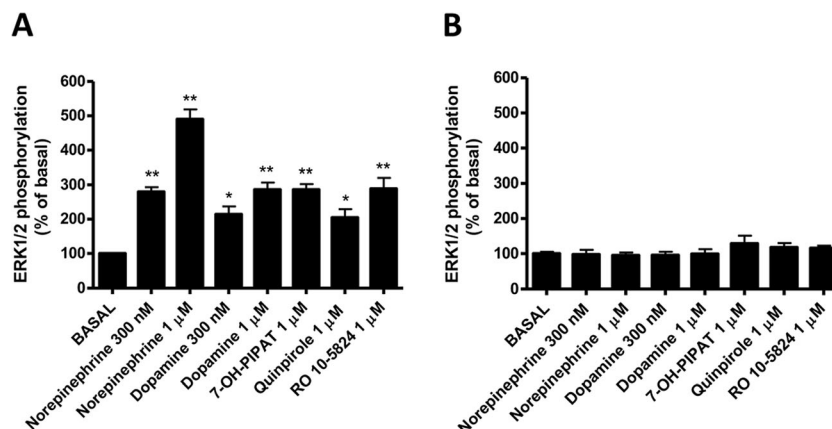 A
ERK1/2 phosphorylation
(% of basal)
600
500
400
300
200
100
0
**
**
*
**
**
*
**
BASAL
Norepinephrine 300 nM
Norepinephrine 1 μM
Dopamine 300 nM
Dopamine 1 μM
7-OH-PIPAT 1 μM
Quinpirole 1 μM
RO 10-5824 1 μM
B
ERK1/2 phosphorylation
(% of basal)
600
500
400
300
200
100
0
BASAL
Norepinephrine 300 nM
Norepinephrine 1 μM
Dopamine 300 nM
Dopamine 1 μM
7-OH-PIPAT 1 μM
Quinpirole 1 μM
RO 10-5824 1 μM